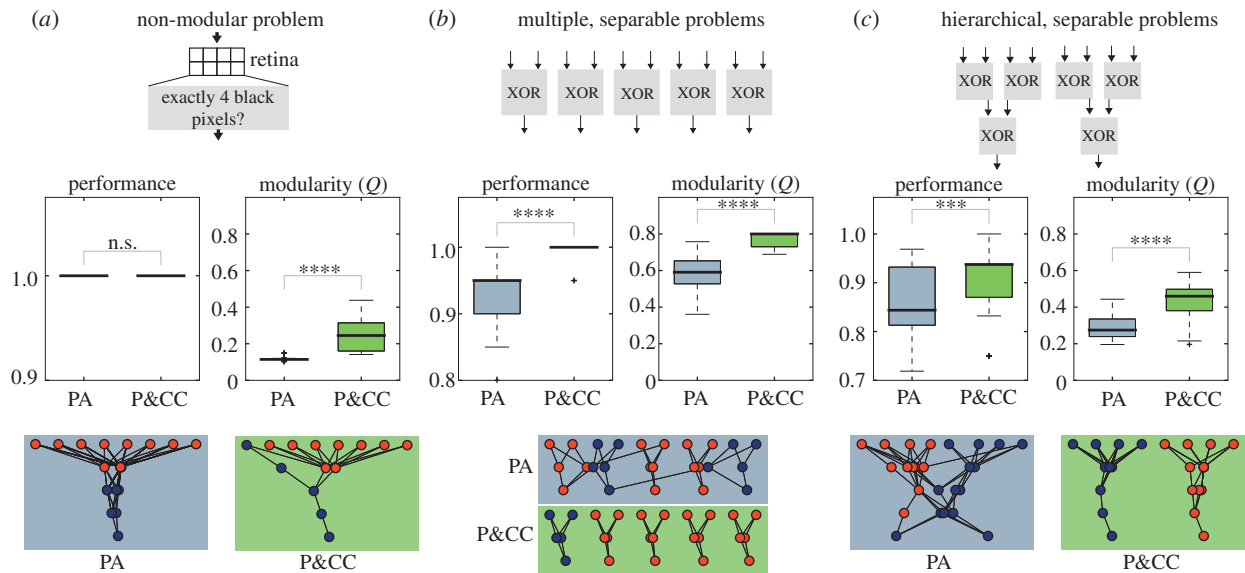 (a) non-modular problem
retina
exactly 4 black
pixels?
performance
modularity (Q)
n.s.
****
1.0
0.9
0.8
0.6
0.4
0.2
0
PA P&CC
PA P&CC
PA
P&CC
(b) multiple, separable problems
XOR XOR XOR XOR XOR
performance
modularity (Q)
****
****
1.0
0.9
0.8
0.8
0.6
0.4
0.2
0
PA P&CC
PA P&CC
PA
P&CC
(c) hierarchical, separable problems
XOR XOR XOR XOR
XOR XOR
performance
modularity (Q)
***
****
1.0
0.9
0.8
0.7
0.8
0.6
0.4
0.2
0
PA P&CC
PA P&CC
PA
P&CC